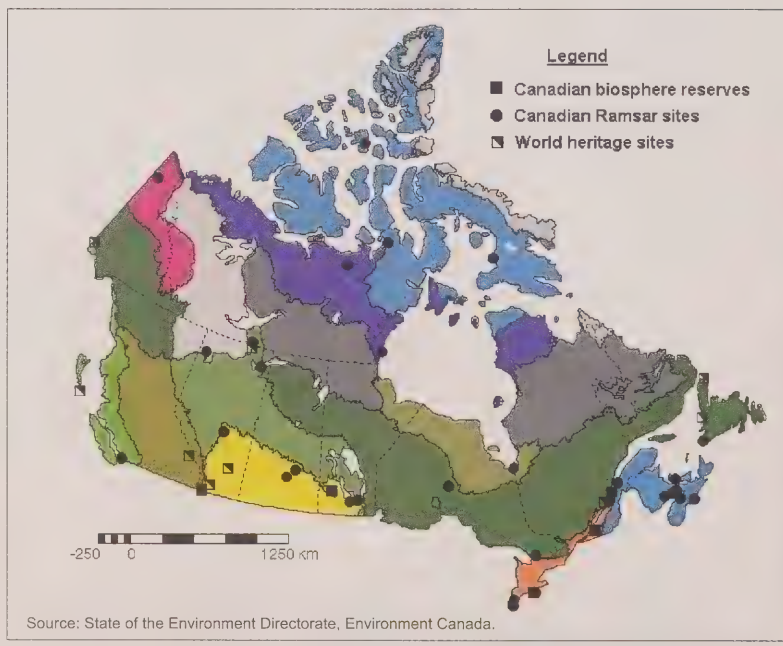 Legend
Canadian biosphere reserves
Canadian Ramsar sites
World heritage sites
-250 0 1250 km
Source: State of the Environment Directorate, Environment Canada.